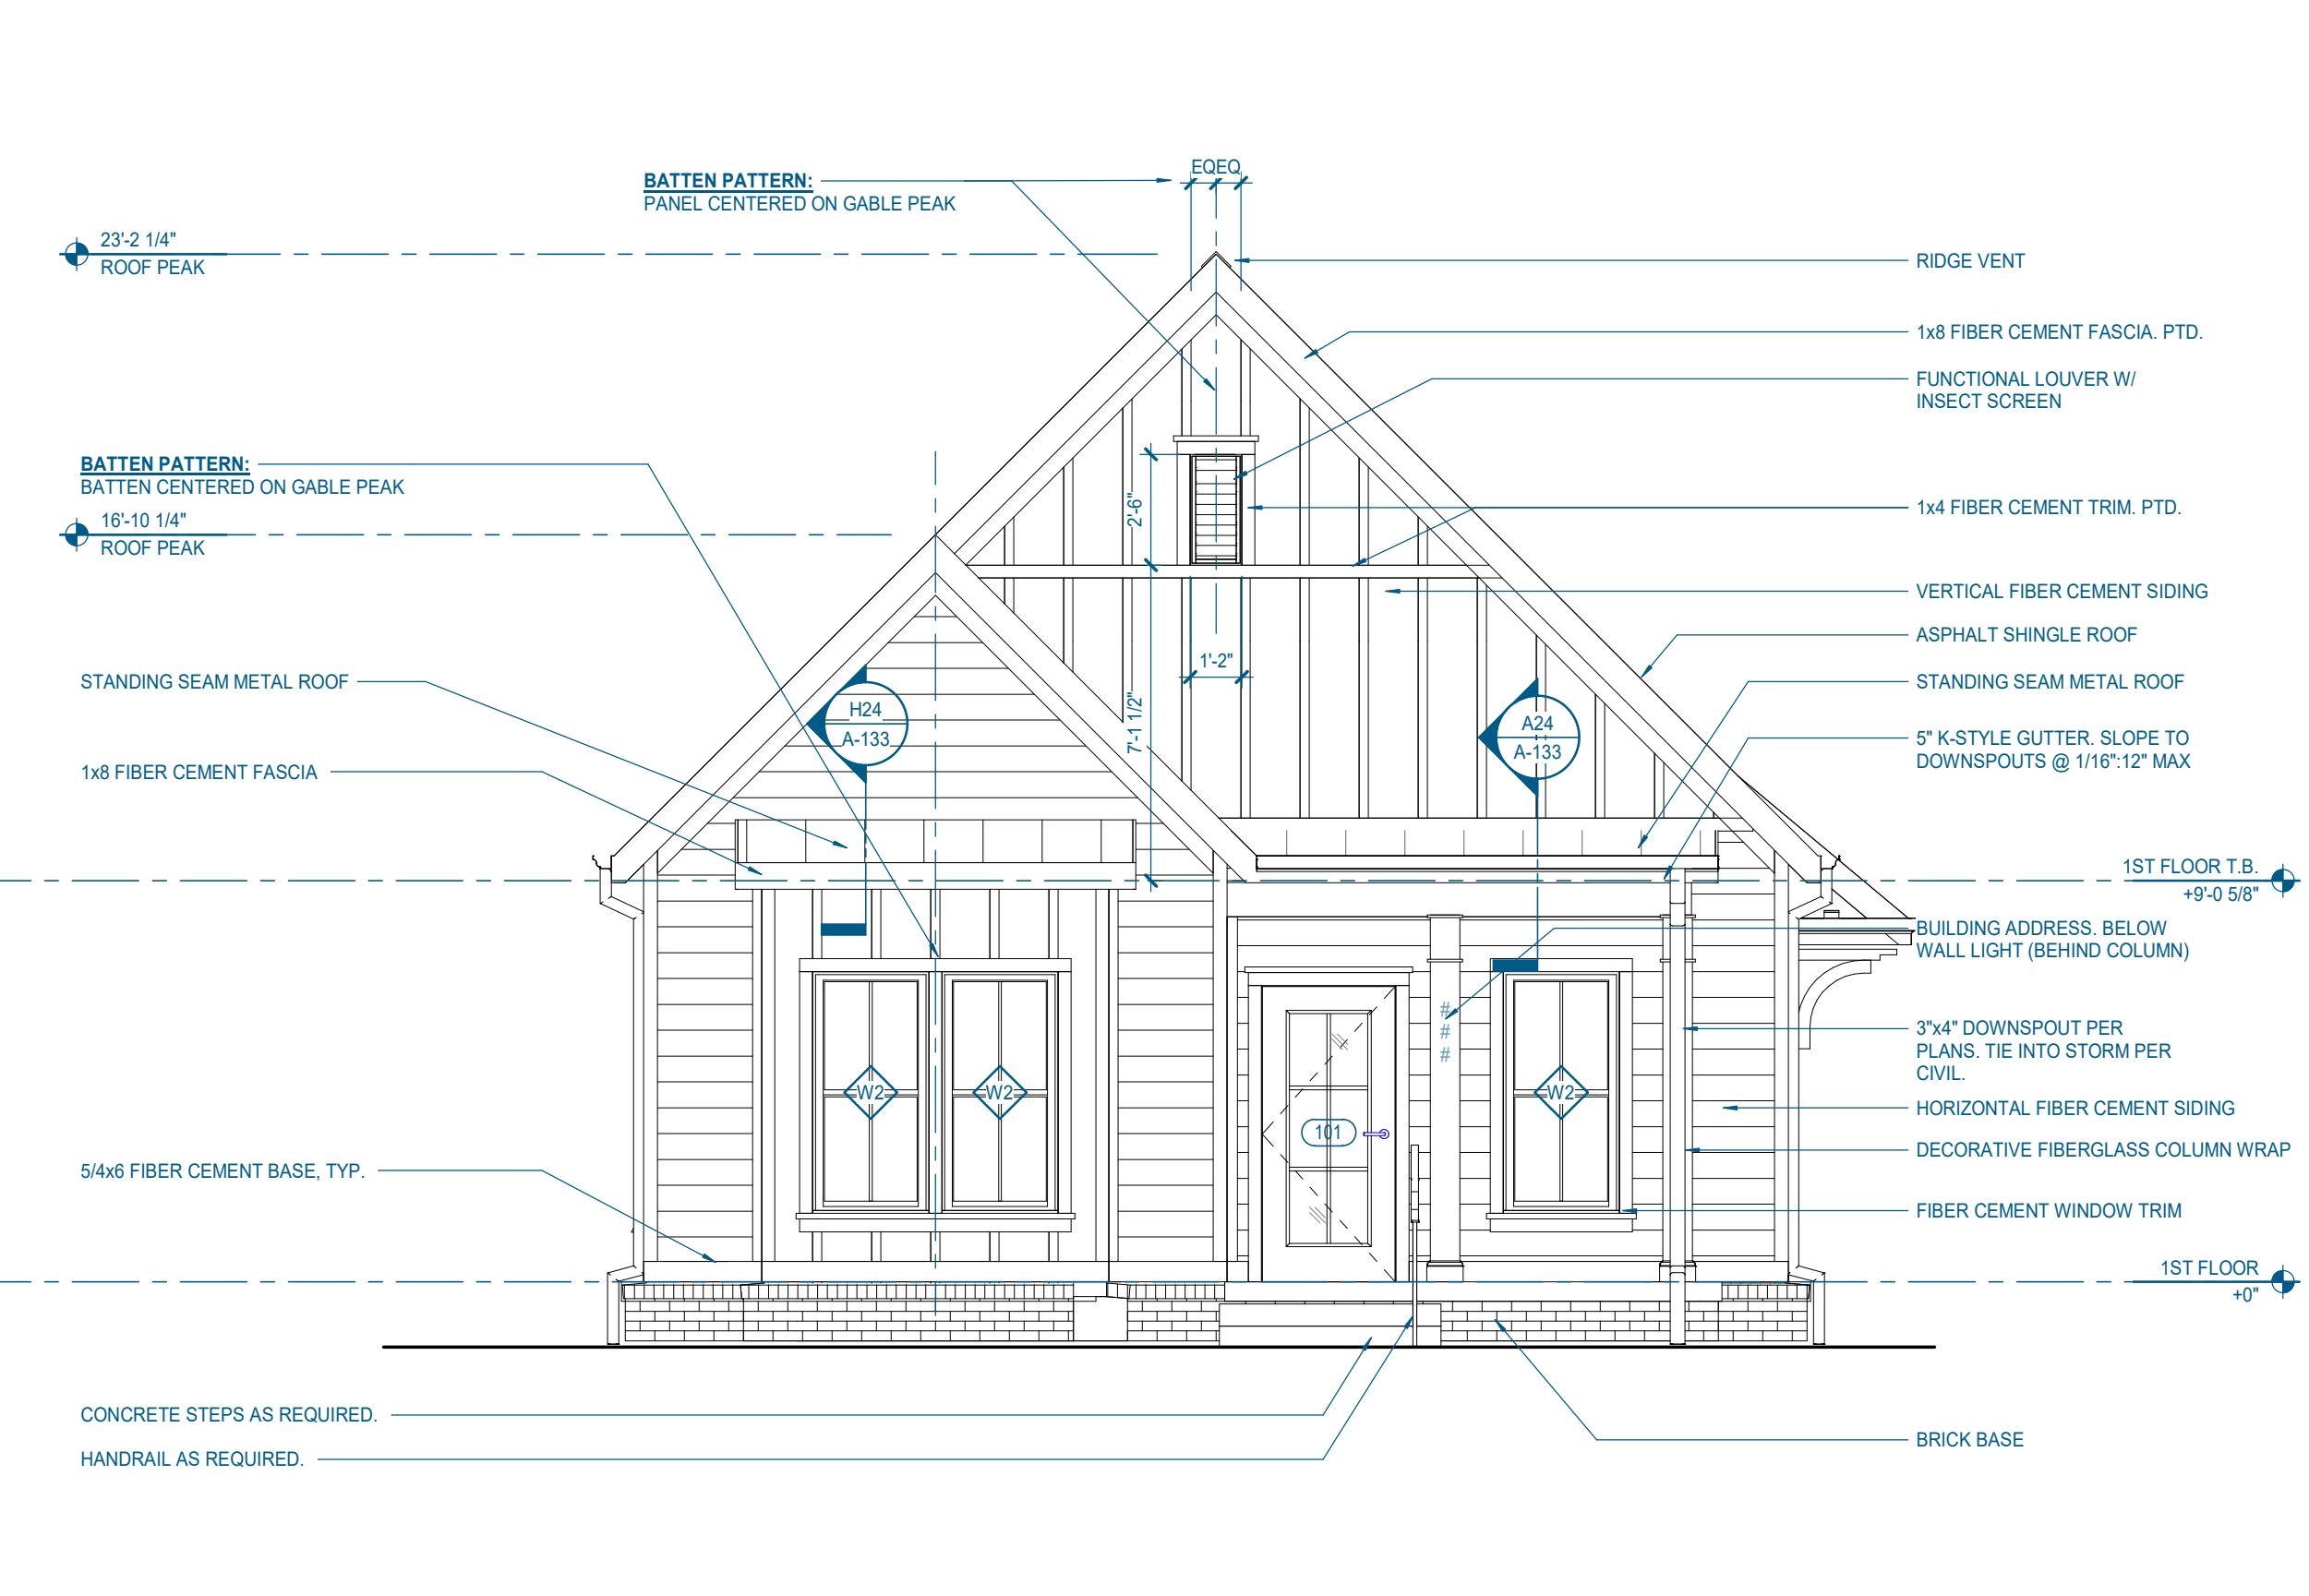 EQEQ
BATTEN PATTERN:
PANEL CENTERED ON GABLE PEAK
23'-2 1/4"
ROOF PEAK
RIDGE VENT
1x8 FIBER CEMENT FASCIA. PTD.
FUNCTIONAL LOUVER W/
INSECT SCREEN
BATTEN PATTERN:
BATTEN CENTERED ON GABLE PEAK
16'-10 1/4"
ROOF PEAK
2'-6"
1x4 FIBER CEMENT TRIM. PTD.
VERTICAL FIBER CEMENT SIDING
ASPHALT SHINGLE ROOF
1'-2"
STANDING SEAM METAL ROOF
STANDING SEAM METAL ROOF
H24
A-133
7'-1 1/2"
A24
A-133
5" K-STYLE GUTTER. SLOPE TO
DOWNSPOUTS @ 1/16":12" MAX
1x8 FIBER CEMENT FASCIA
1ST FLOOR T.B.
+9'-0 5/8"
BUILDING ADDRESS. BELOW
WALL LIGHT (BEHIND COLUMN)
#
#
#
3"x4" DOWNSPOUT PER
PLANS. TIE INTO STORM PER
CIVIL.
W2
W2
W2
HORIZONTAL FIBER CEMENT SIDING
101
DECORATIVE FIBERGLASS COLUMN WRAP
5/4x6 FIBER CEMENT BASE, TYP.
FIBER CEMENT WINDOW TRIM
1ST FLOOR
+0"
CONCRETE STEPS AS REQUIRED.
BRICK BASE
HANDRAIL AS REQUIRED.